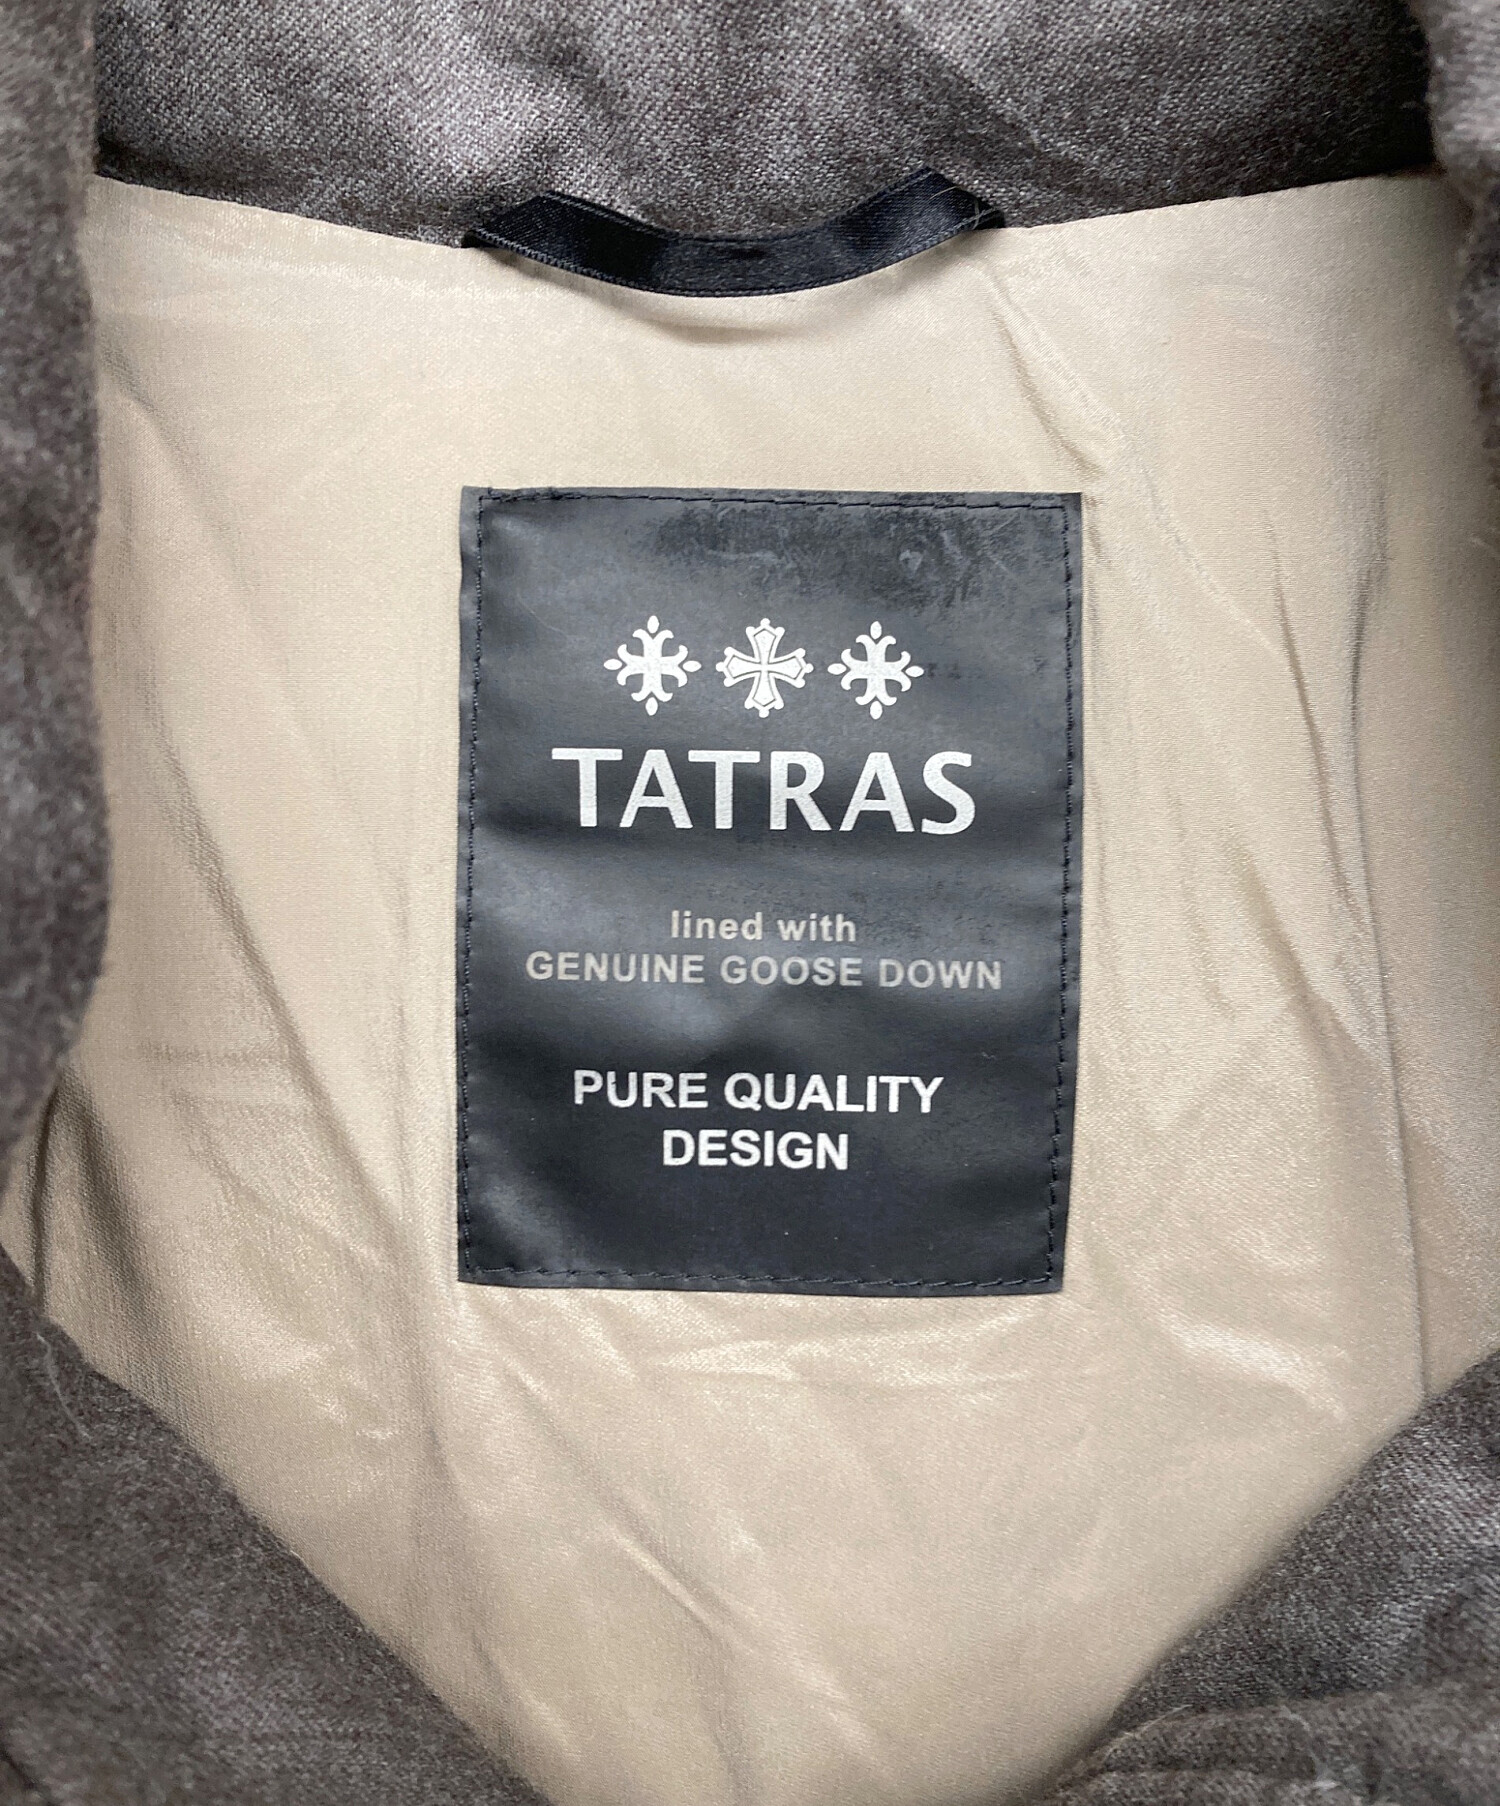 TATRAS
lined with
GENUINE GOOSE DOWN
PURE QUALITY
DESIGN